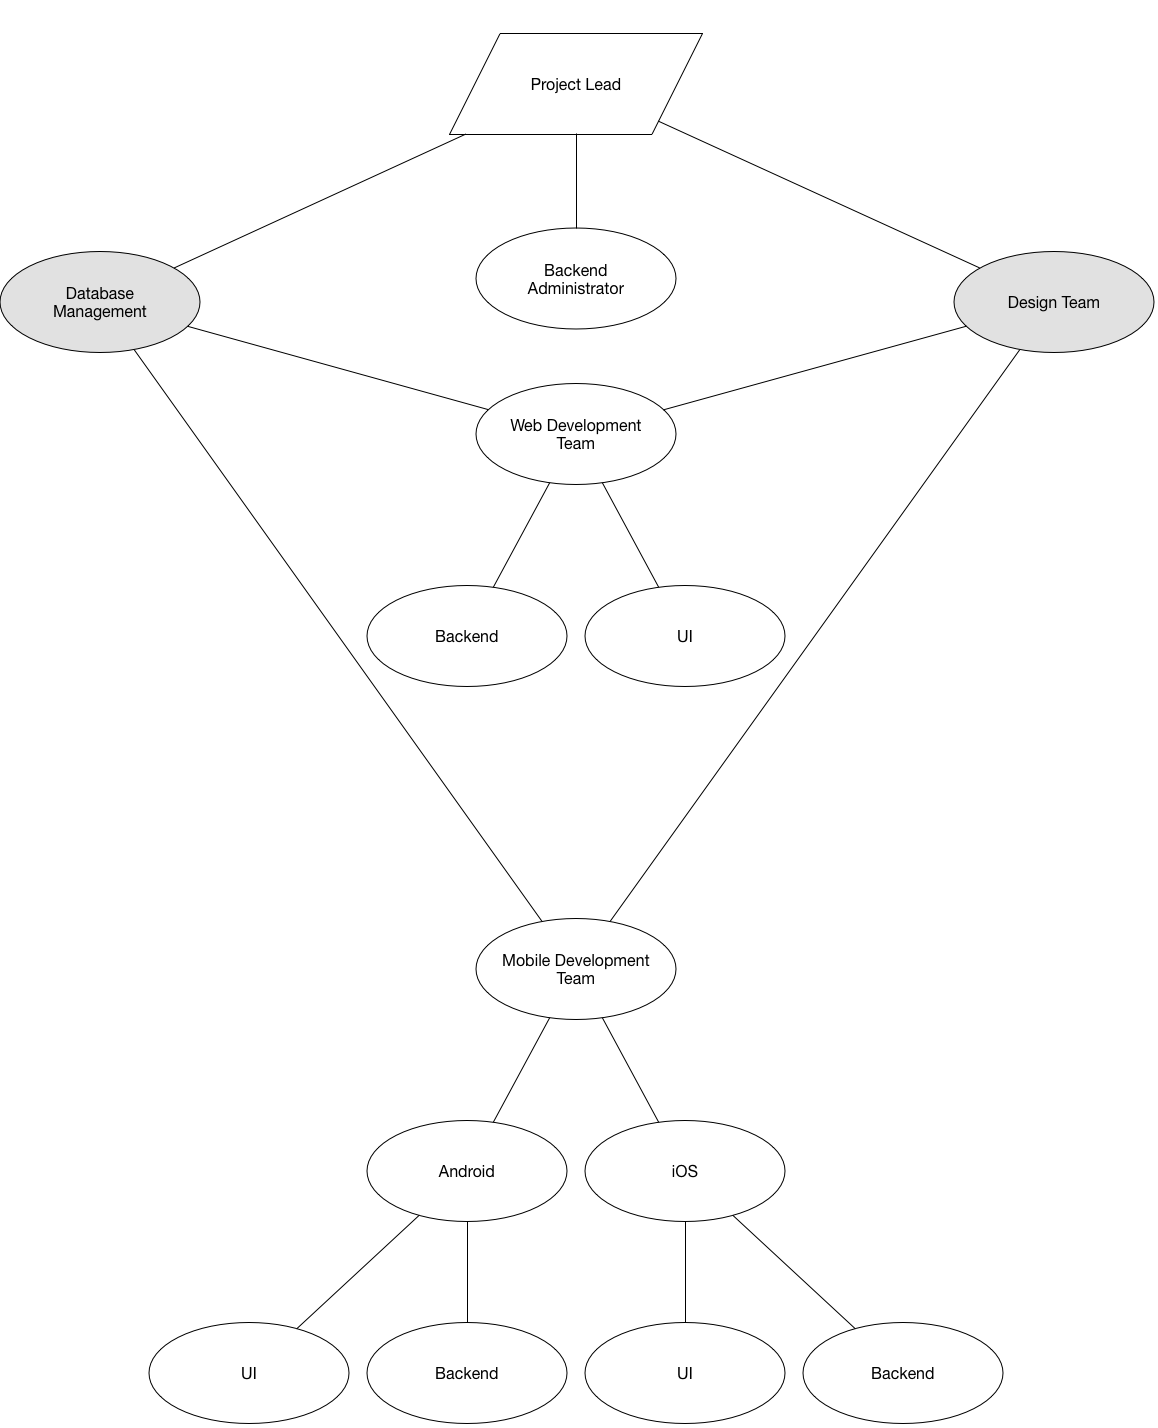 Project Lead
Backend
Administrator
Database
Management
Design Team
Web Development
Team
Backend
UI
Mobile Development
Team
Android
iOS
UI
Backend
UI
Backend